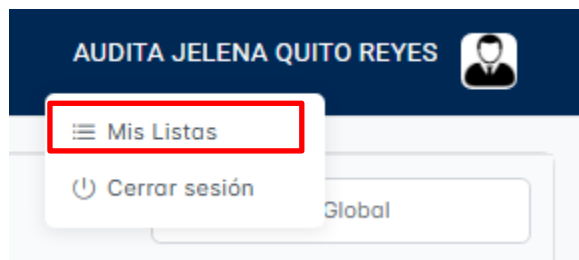 AUDITA JELENA QUITO REYES
Mis Listas
Cerrar sesión
Global